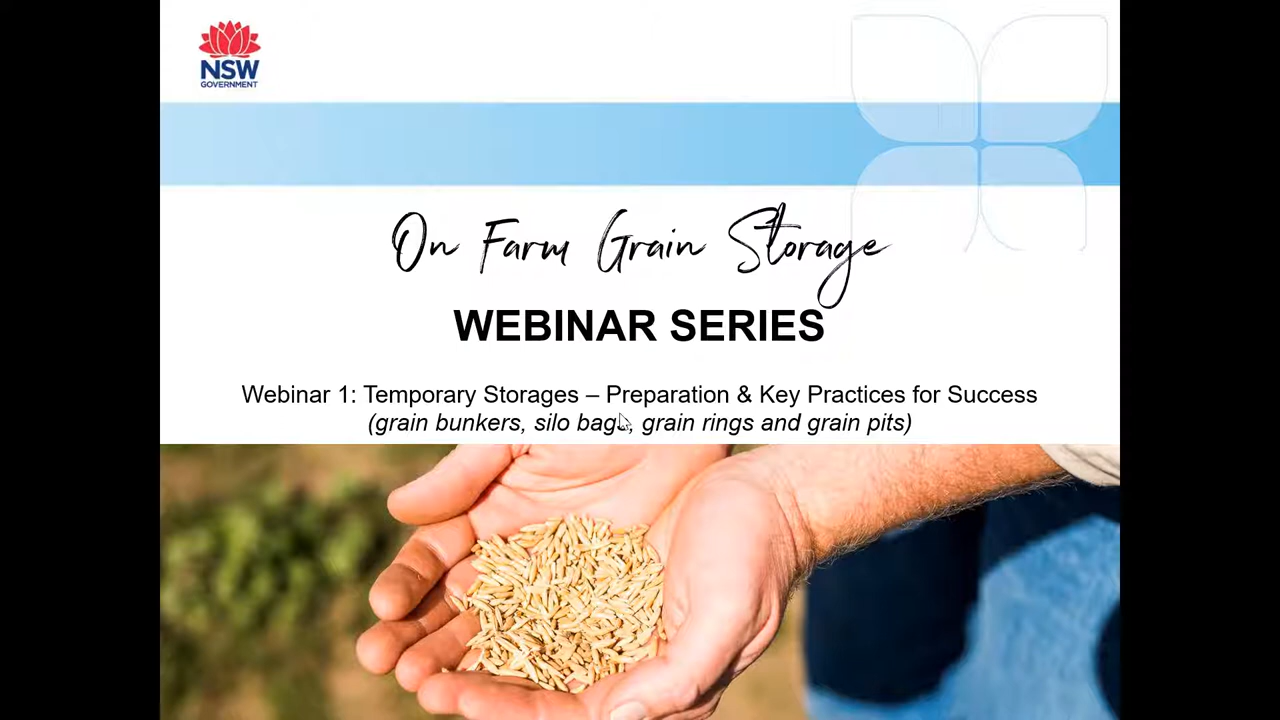 NSW
GOVERNMENT
On Farm Grain Storage
WEBINAR SERIES
Webinar 1: Temporary Storages – Preparation & Key Practices for Success
(grain bunkers, silo bags, grain rings and grain pits)